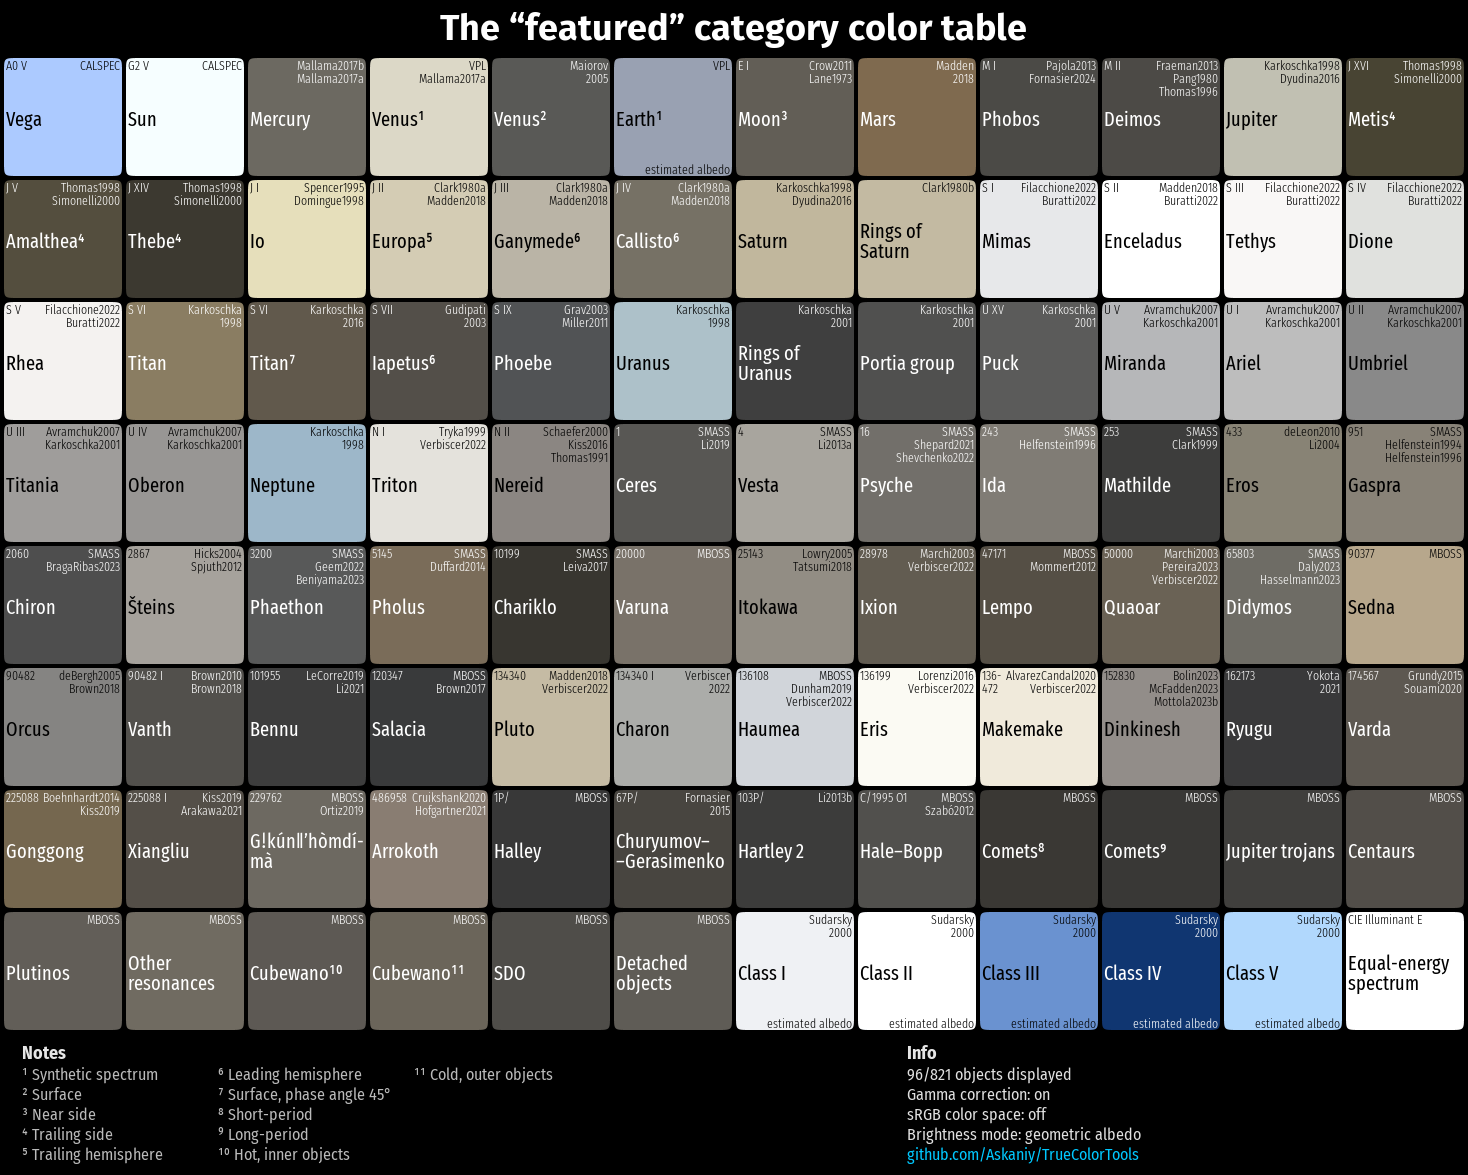 The “featured” category color table
A0 V CALSPEC
Vega
G2 V CALSPEC
Sun
Mallama2017b
Mallama2017a
Mercury
VPL
Mallama2017a
Venus¹
Maiorov
2005
Venus²
VPL
Earth¹
estimated albedo
E I Crow2011
Lane1973
Moon³
Madden
2018
Mars
M I Pajola2013
Fornasier2024
Phobos
M II Fraeman2013
Pang1980
Thomas1996
Deimos
Karkoschka1998
Dyudina2016
Jupiter
J XVI Thomas1998
Simonelli2000
Metis⁴
J V Thomas1998
Simonelli2000
Amalthea⁴
J XIV Thomas1998
Simonelli2000
Thebe⁴
J I Spencer1995
Domingue1998
Io
J II Clark1980a
Madden2018
Europa⁵
J III Clark1980a
Madden2018
Ganymede⁶
J IV Clark1980a
Madden2018
Callisto⁶
Karkoschka1998
Dyudina2016
Saturn
Clark1980b
Rings of
Saturn
S I Filacchione2022
Buratti2022
Mimas
S II Madden2018
Buratti2022
Enceladus
S III Filacchione2022
Buratti2022
Tethys
S IV Filacchione2022
Buratti2022
Dione
S V Filacchione2022
Buratti2022
Rhea
S VI Karkoschka
1998
Titan
S VI Karkoschka
2016
Titan⁷
S VII Gudipati
2003
Iapetus⁶
S IX Grav2003
Miller2011
Phoebe
Karkoschka
1998
Uranus
Karkoschka
2001
Rings of
Uranus
Karkoschka
2001
Portia group
U XV Karkoschka
2001
Puck
U V Avramchuk2007
Karkoschka2001
Miranda
U I Avramchuk2007
Karkoschka2001
Ariel
U II Avramchuk2007
Karkoschka2001
Umbriel
U III Avramchuk2007
Karkoschka2001
Titania
U IV Avramchuk2007
Karkoschka2001
Oberon
Karkoschka
1998
Neptune
N I Tryka1999
Verbiscer2022
Triton
N II Schaefer2000
Kiss2016
Thomas1991
Nereid
1 SMASS
Li2019
Ceres
4 SMASS
Li2013a
Vesta
16 SMASS
Shepard2021
Shevchenko2022
Psyche
243 SMASS
Helfenstein1996
Ida
253 SMASS
Clark1999
Mathilde
433 deLeon2010
Li2004
Eros
951 SMASS
Helfenstein1994
Helfenstein1996
Gaspra
2060 SMASS
BragaRibas2023
Chiron
2867 Hicks2004
Spjuth2012
Šteins
3200 SMASS
Geem2022
Beniyama2023
Phaethon
5145 SMASS
Duffard2014
Pholus
10199 SMASS
Leiva2017
Chariklo
20000 MBOSS
Varuna
25143 Lowry2005
Tatsumi2018
Itokawa
28978 Marchi2003
Verbiscer2022
Ixion
47171 MBOSS
Mommert2012
Lempo
50000 Marchi2003
Pereira2023
Verbiscer2022
Quaoar
65803 SMASS
Daly2023
Hasselmann2023
Didymos
90377 MBOSS
Sedna
90482 deBergh2005
Brown2018
Orcus
90482 I Brown2010
Brown2018
Vanth
101955 LeCorre2019
Li2021
Bennu
120347 MBOSS
Brown2017
Salacia
134340 Madden2018
Verbiscer2022
Pluto
134340 I Verbiscer
2022
Charon
136108 MBOSS
Dunham2019
Verbiscer2022
Haumea
136199 Lorenzi2016
Verbiscer2022
Eris
136- AlvarezCandal2020
472 Verbiscer2022
Makemake
152830 Bolin2023
McFadden2023
Mottola2023b
Dinkinesh
162173 Yokota
2021
Ryugu
174567 Grundy2015
Souami2020
Varda
225088 Boehnhardt2014
Kiss2019
Gonggong
225088 I Kiss2019
Arakawa2021
Xiangliu
229762 MBOSS
Ortiz2019
G!kúnǁʼhòmdí-
mà
486958 Cruikshank2020
Hofgartner2021
Arrokoth
1P/ MBOSS
Halley
67P/ Fornasier
2015
Churyumov–
–Gerasimenko
103P/ Li2013b
Hartley 2
C/1995 O1 MBOSS
Szabó2012
Hale–Bopp
MBOSS
Comets⁸
MBOSS
Comets⁹
MBOSS
Jupiter trojans
MBOSS
Centaurs
MBOSS
Plutinos
MBOSS
Other
resonances
MBOSS
Cubewano¹⁰
MBOSS
Cubewano¹¹
MBOSS
SDO
MBOSS
Detached
objects
Sudarsky
2000
Class I
estimated albedo
Sudarsky
2000
Class II
estimated albedo
Sudarsky
2000
Class III
estimated albedo
Sudarsky
2000
Class IV
estimated albedo
Sudarsky
2000
Class V
estimated albedo
CIE Illuminant E
Equal-energy
spectrum
Notes
¹ Synthetic spectrum
² Surface
³ Near side
⁴ Trailing side
⁵ Trailing hemisphere
⁶ Leading hemisphere
⁷ Surface, phase angle 45°
⁸ Short-period
⁹ Long-period
¹⁰ Hot, inner objects
¹¹ Cold, outer objects
Info
96/821 objects displayed
Gamma correction: on
sRGB color space: off
Brightness mode: geometric albedo
github.com/Askaniy/TrueColorTools